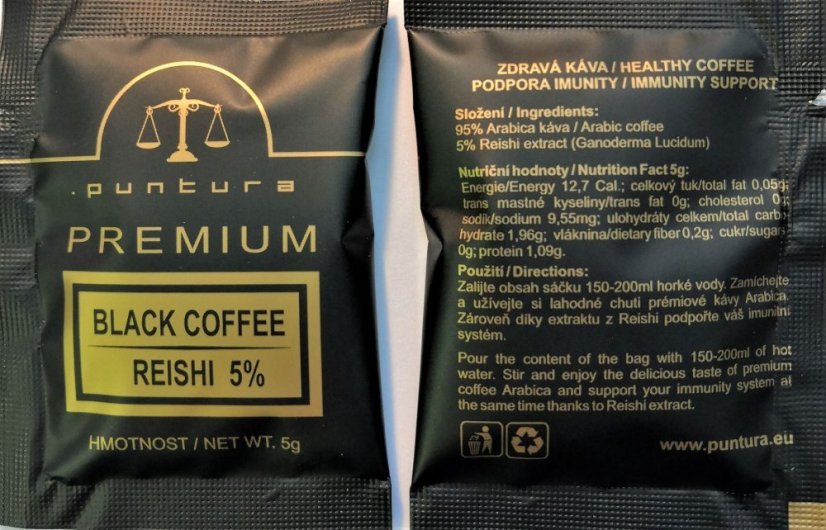 .puntura
PREMIUM
BLACK COFFEE
REISHI 5%
HMOTNOST / NET WT. 5g
ZDRAVÁ KÁVA / HEALTHY COFFEE
PODPORA IMUNITY / IMMUNITY SUPPORT
Složení / Ingredients:
95% Arabica káva / Arabic coffee
5% Reishi extract (Ganoderma Lucidum)
Nutriční hodnoty / Nutrition Fact 5g:
Energie/Energy 12,7 Cal.; celkový tuk/total fat 0,05g;
trans mastné kyseliny/trans fat 0g; cholesterol 0g;
sodík/sodium 9,55mg; ulohydráty celkem/total carbo
hydrate 1,96g; vláknina/dietary fiber 0,2g; cukr/sugars
0g; protein 1,09g.
Použití / Directions:
Zalijte obsah sáčku 150-200ml horké vody. Zamíchejte
a užívejte si lahodné chuti prémiové kávy Arabica.
Zároveň díky extraktu z Reishi podpořte váš imunitní
systém.
Pour the content of the bag with 150-200ml of hot
water. Stir and enjoy the delicious taste of premium
coffee Arabica and support your immunity system at
the same time thanks to Reishi extract.
www.puntura.eu